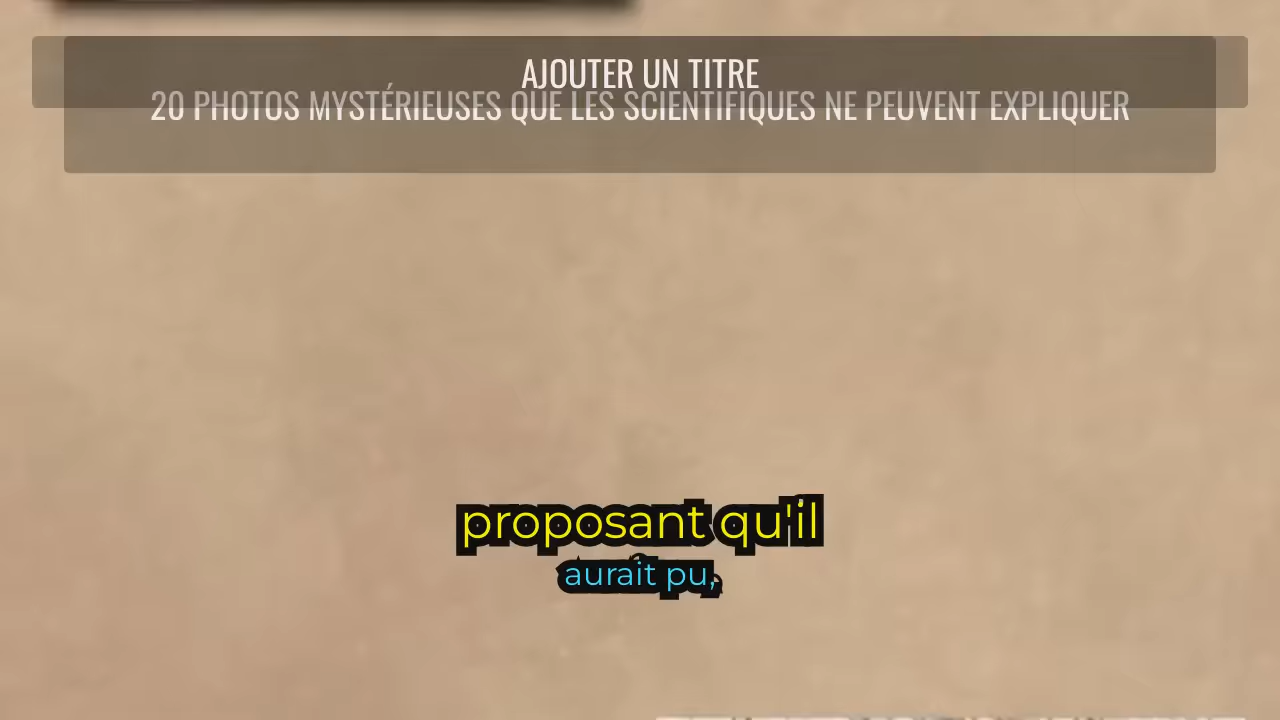 AJOUTER UN TITRE
20 PHOTOS MYSTÉRIEUSES QUE LES SCIENTIFIQUES NE PEUVENT EXPLIQUER
proposant qu'il
aurait pu,